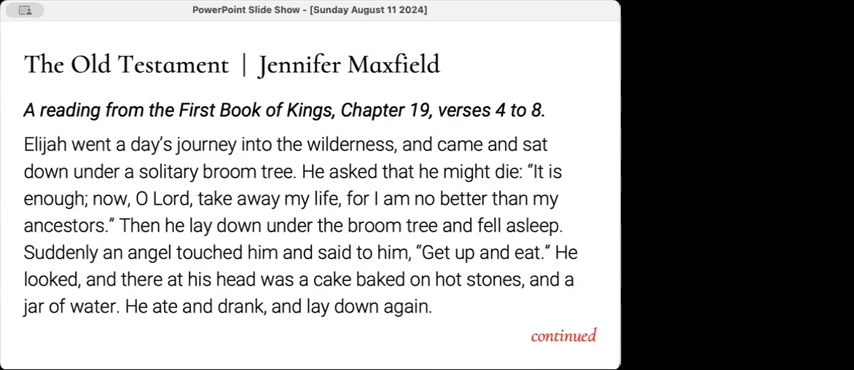 PowerPoint Slide Show - [Sunday August 11 2024]
The Old Testament | Jennifer Maxfield
A reading from the First Book of Kings, Chapter 19, verses 4 to 8.
Elijah went a day’s journey into the wilderness, and came and sat
down under a solitary broom tree. He asked that he might die: “It is
enough; now, O Lord, take away my life, for I am no better than my
ancestors.” Then he lay down under the broom tree and fell asleep.
Suddenly an angel touched him and said to him, “Get up and eat.” He
looked, and there at his head was a cake baked on hot stones, and a
jar of water. He ate and drank, and lay down again.
continued